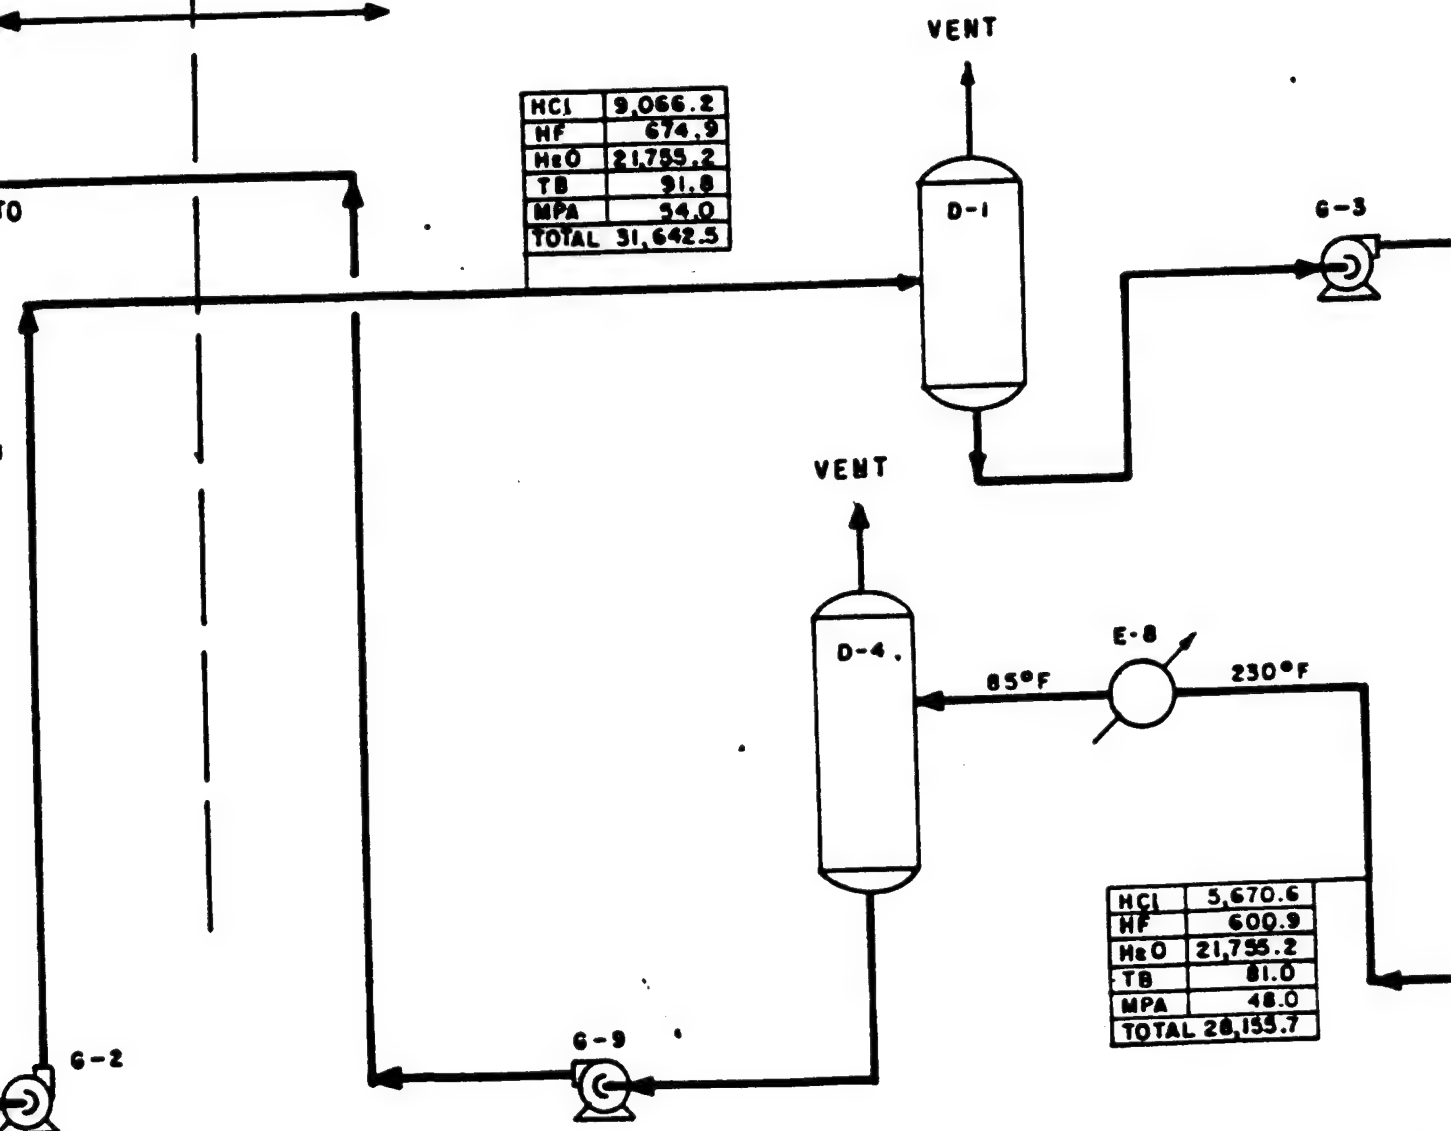 VENT
HCl 9,066.2
HF 674.9
H2O 21,755.2
TB 91.8
MPA 54.0
TOTAL 31,642.5
D-1
G-3
TO
VENT
D-4
E-8
85°F
230°F
HCl 5,670.6
HF 600.9
H2O 21,755.2
TB 81.0
MPA 48.0
TOTAL 28,155.7
G-9
G-2